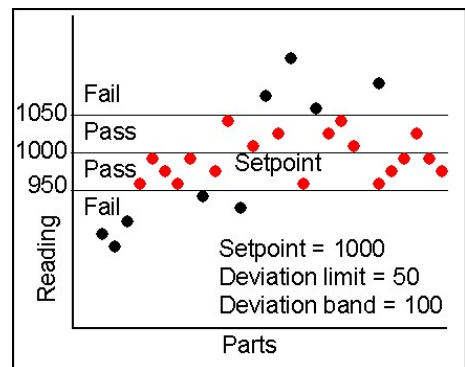 Fail
1050
Pass
1000
Pass Setpoint
950
Fail
Reading
Setpoint = 1000
Deviation limit = 50
Deviation band = 100
Parts